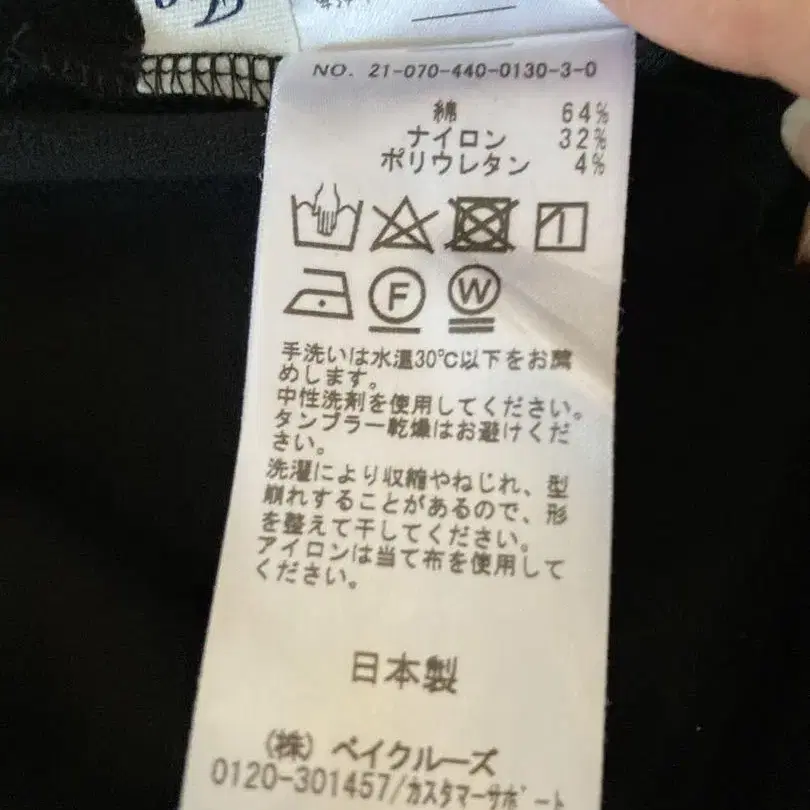 NO. 21-070-440-0130-3-0
綿 64%
ナイロン 32%
ポリウレタン 4%
F W
手洗いは水温30℃以下をお薦
めします。
中性洗剤を使用してください。
タンブラー乾燥はお避けくだ
さい。
洗濯により収縮やねじれ、型
崩れすることがあるので、形
を整えて干してください。
アイロンは当て布を使用して
ください。
日本製
(株) ベイクルーズ
0120-301457/カスタマーサポート